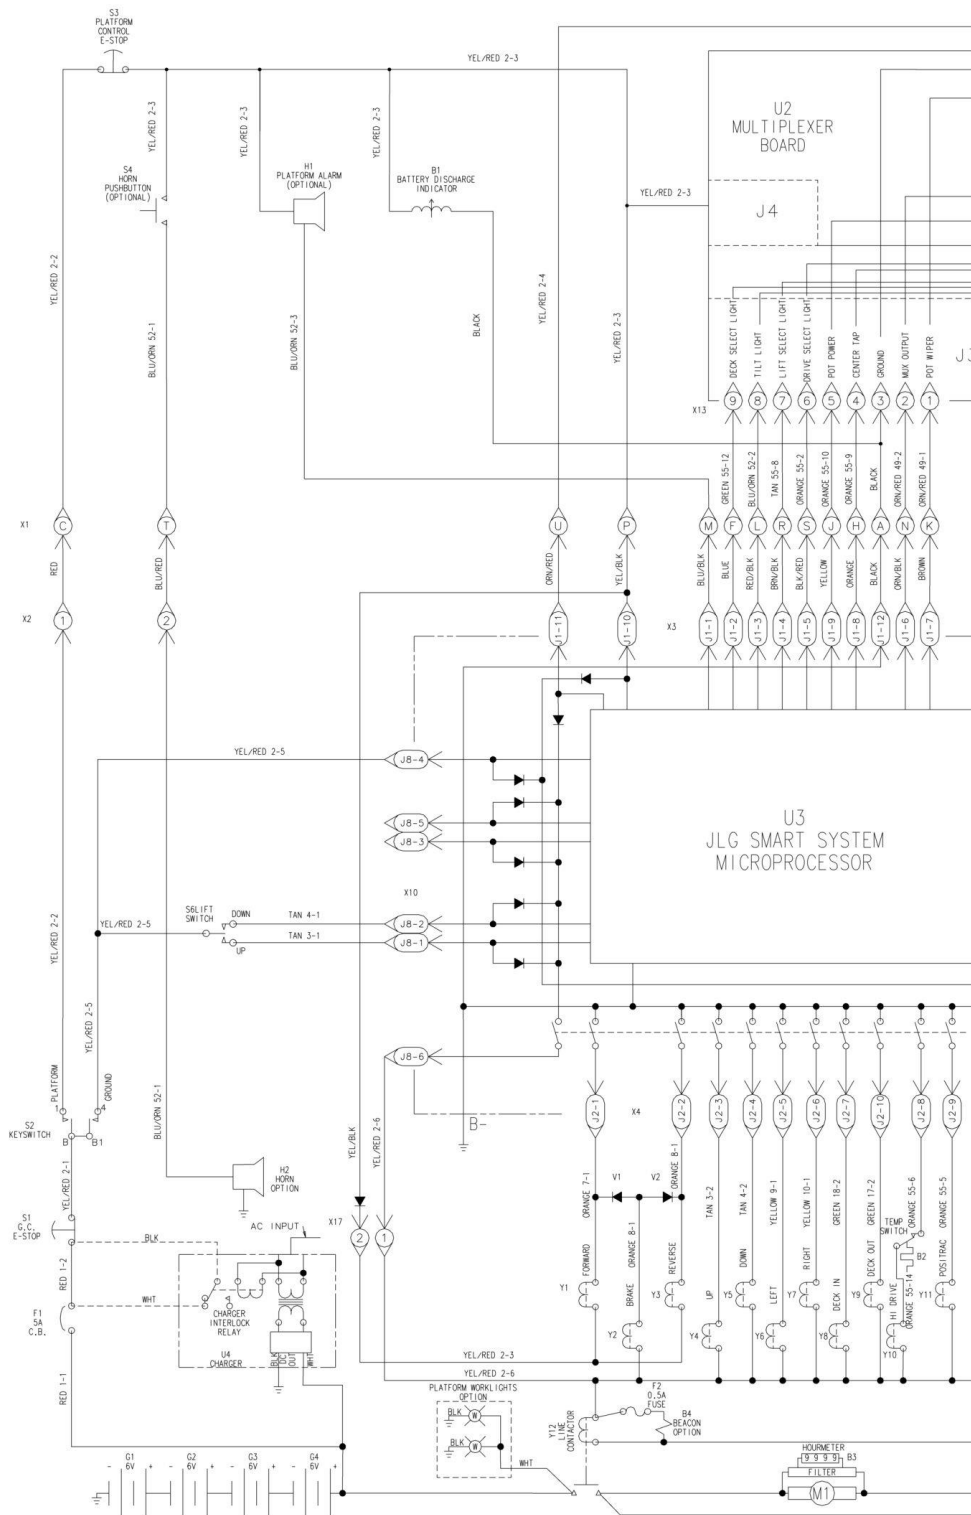 S3
PLATFORM
CONTROL
E-STOP
YEL/RED 2-3
YEL/RED 2-3
YEL/RED 2-3
YEL/RED 2-3
S4
HORN
PUSHBUTTON
(OPTIONAL)
H1
PLATFORM ALARM
(OPTIONAL)
B1
BATTERY DISCHARGE
INDICATOR
U2
MULTIPLEXER
BOARD
YEL/RED 2-3
J4
YEL/RED 2-2
BLU/ORN 52-1
BLU/ORN 52-3
BLACK
YEL/RED 2-4
YEL/RED 2-3
DECK SELECT LIGHT
TILT LIGHT
LIFT SELECT LIGHT
DRIVE SELECT LIGHT
POT POWER
CENTER TAP
GROUND
MUX OUTPUT
POT WIPER
J3
X13
9
8
7
6
5
4
3
2
1
GREEN 55-12
BLU/ORN 52-2
TAN 55-8
ORANGE 55-2
ORANGE 55-10
ORANGE 55-9
BLACK
ORN/RED 49-2
ORN/RED 49-1
X1
C
T
U
P
M
F
L
R
S
J
H
A
N
K
RED
BLU/RED
ORN/RED
YEL/BLK
BLU/BLK
BLUE
RED/BLK
BRN/BLK
BLK/RED
YELLOW
ORANGE
BLACK
ORN/BLK
BROWN
X2
1
2
J1-11
J1-10
X3
J1-1
J1-2
J1-3
J1-4
J1-5
J1-9
J1-8
J1-12
J1-6
J1-7
YEL/RED 2-5
J8-4
J8-5
J8-3
U3
JLG SMART SYSTEM
MICROPROCESSOR
X10
S6LIFT
SWITCH
DOWN
TAN 4-1
J8-2
YEL/RED 2-5
UP
TAN 3-1
J8-1
YEL/RED 2-2
YEL/RED 2-5
J8-6
PLATFORM
GROUND
1
4
S2
KEYSWITCH
B
B1
B-
BLU/ORN 52-1
YEL/BLK
YEL/RED 2-6
J2-1
X4
J2-2
J2-3
J2-4
J2-5
J2-6
J2-7
J2-10
J2-8
J2-9
YEL/RED 2-1
H2
HORN
OPTION
ORANGE 7-1
V1
V2
ORANGE 8-1
ORANGE 8-1
TAN 3-2
TAN 4-2
YELLOW 9-1
YELLOW 10-1
GREEN 18-2
GREEN 17-2
ORANGE 55-6
ORANGE 55-5
TEMP
SWITCH
B2
S1
G.C.
E-STOP
BLK
AC INPUT
X17
2
1
RED 1-2
WHT
F1
5A
C.B.
CHARGER
INTERLOCK
RELAY
U4
CHARGER
BLK
DC
OUT
WHT
Y1
FORWARD
Y2
BRAKE
Y3
REVERSE
Y4
UP
Y5
DOWN
Y6
LEFT
Y7
RIGHT
Y8
DECK IN
Y9
DECK OUT
Y10
HI DRIVE
ORANGE 55-14
Y11
POSITRAC
YEL/RED 2-3
YEL/RED 2-6
RED 1-1
PLATFORM WORKLIGHTS
OPTION
BLK
W
BLK
W
WHT
Y12
LINE
CONTACTOR
F2
0.5A
FUSE
B4
BEACON
OPTION
HOURMETER
9 9 9 9
B3
FILTER
M1
G1
6V
G2
6V
G3
6V
G4
6V
- + - + - + - +